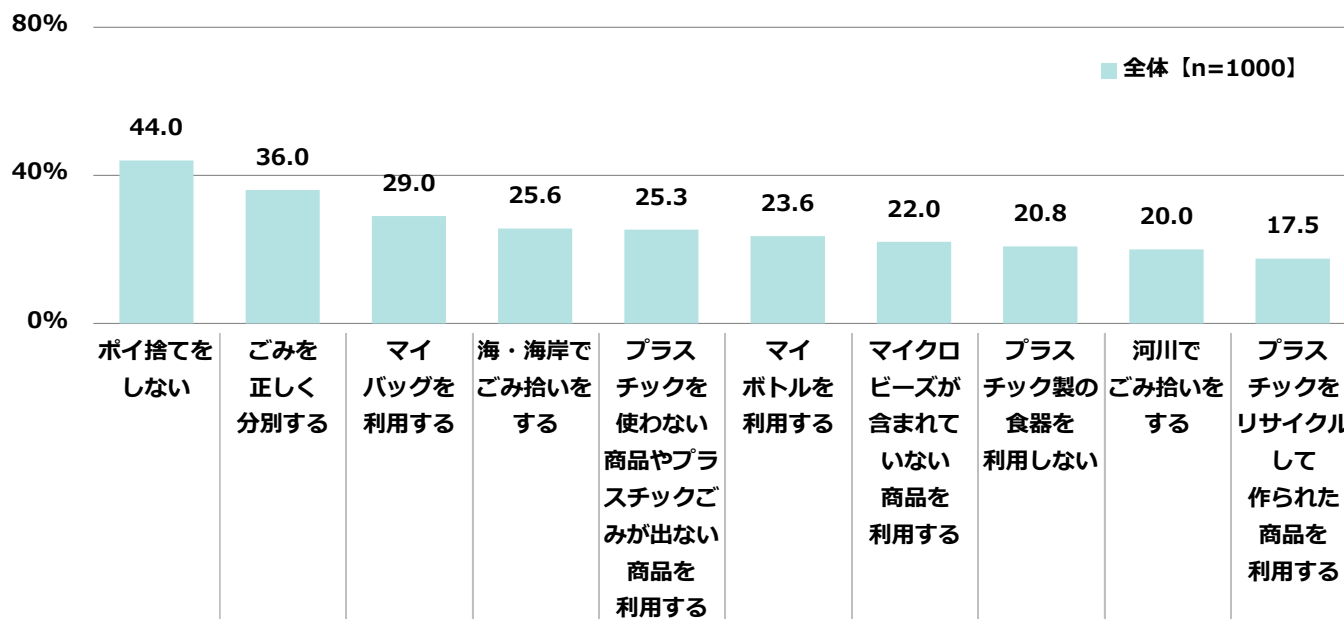 80%
全体【n=1000】
44.0
40%
36.0
29.0
25.6
25.3
23.6
22.0
20.8
20.0
17.5
0%
ポイ捨てを
しない
ごみを
正しく
分別する
マイ
バッグを
利用する
海・海岸で
ごみ拾いを
する
プラス
チックを
使わない
商品やプラ
スチックご
みが出ない
商品を
利用する
マイ
ボトルを
利用する
マイクロ
ビーズが
含まれて
いない
商品を
利用する
プラス
チック製の
食器を
利用しない
河川で
ごみ拾いを
する
プラス
チックを
リサイクル
して
作られた
商品を
利用する